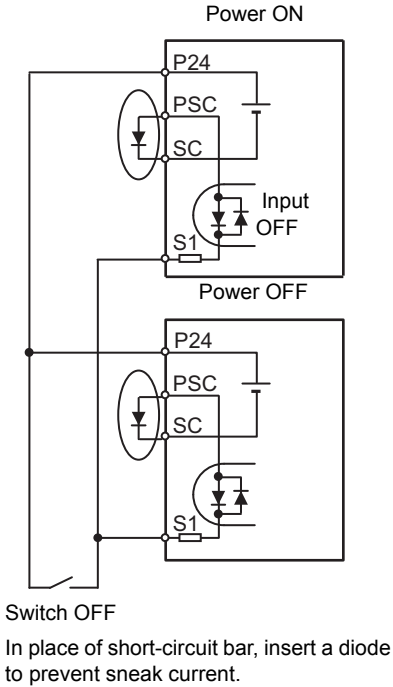 Power ON
P24
PSC
SC
Input
OFF
S1
Power OFF
P24
PSC
SC
S1
Switch OFF
In place of short-circuit bar, insert a diode
to prevent sneak current.